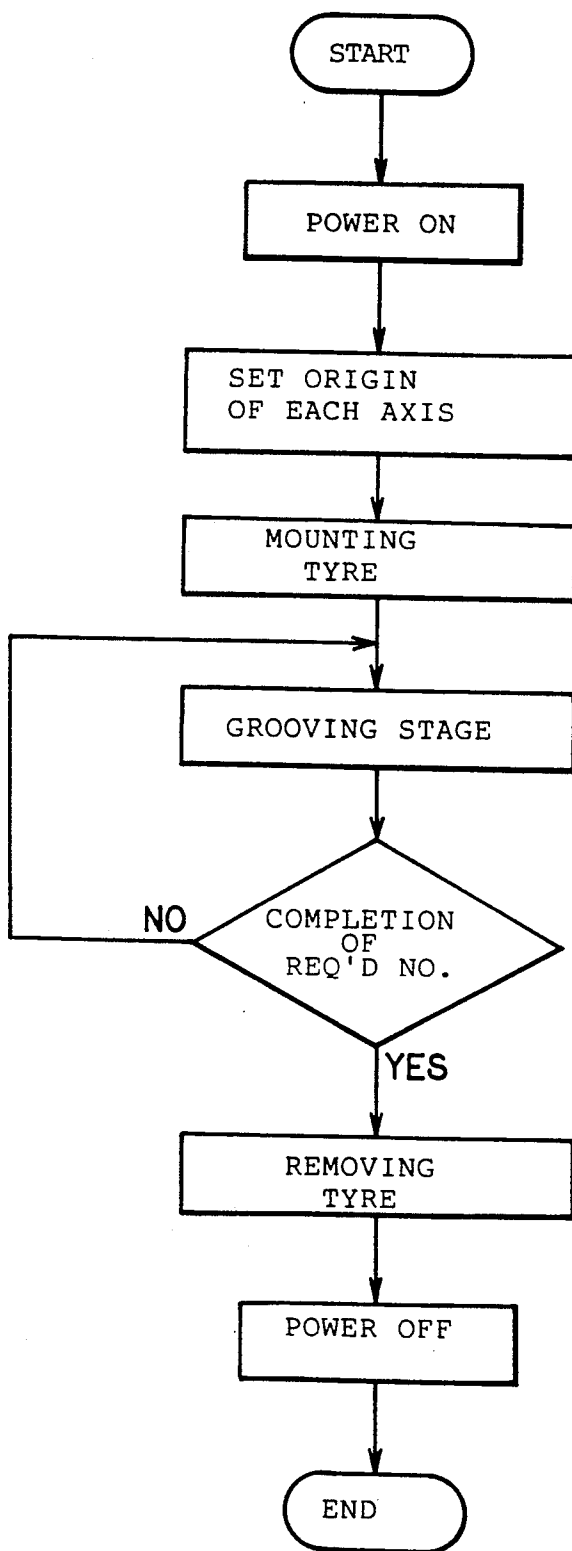 START
POWER ON
SET ORIGIN
OF EACH AXIS
MOUNTING
TYRE
GROOVING STAGE
COMPLETION
OF
REQ'D NO.
NO
YES
REMOVING
TYRE
POWER OFF
END